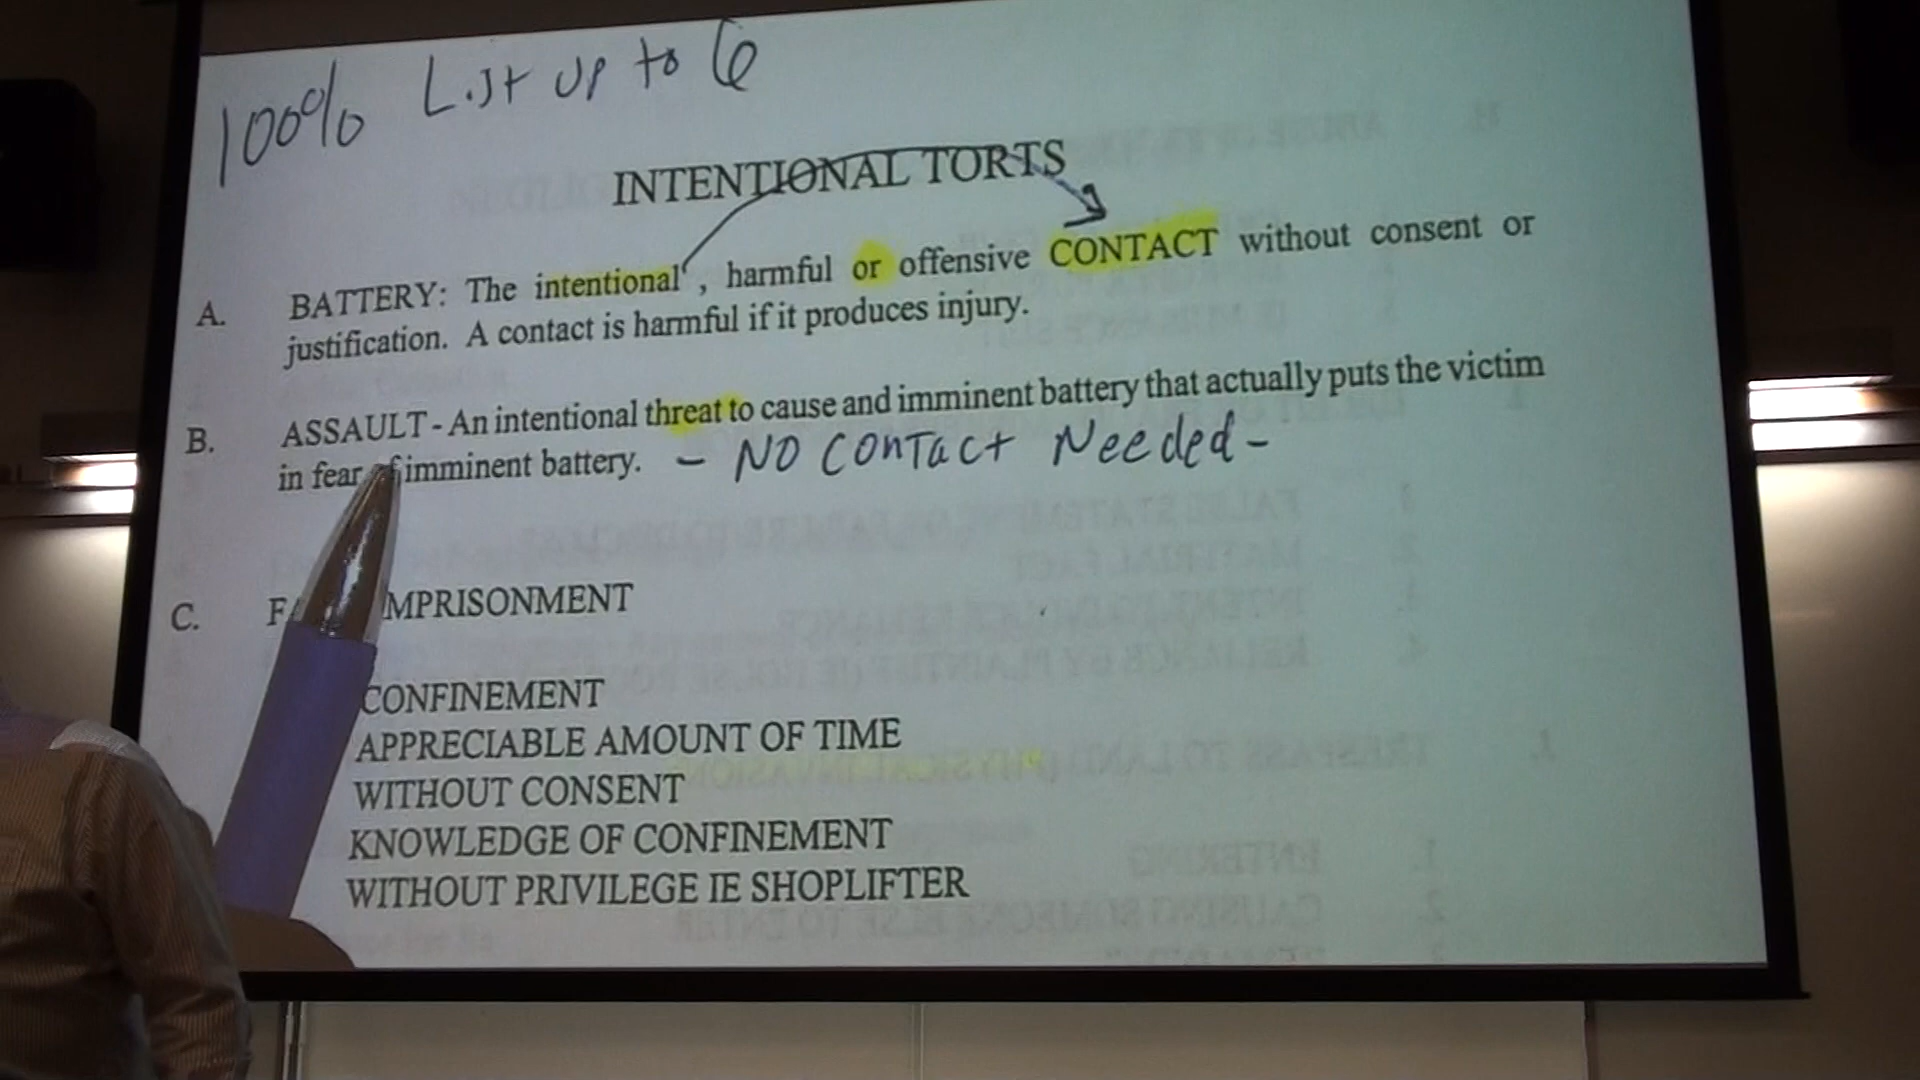 100% List up to 6
INTENTIONAL TORTS
A. BATTERY: The intentional, harmful or offensive CONTACT without consent or
justification. A contact is harmful if it produces injury.
B. ASSAULT - An intentional threat to cause and imminent battery that actually puts the victim
in fear of imminent battery. - NO CONTACT Needed -
C. F MPRISONMENT
CONFINEMENT
APPRECIABLE AMOUNT OF TIME
WITHOUT CONSENT
KNOWLEDGE OF CONFINEMENT
WITHOUT PRIVILEGE IE SHOPLIFTER